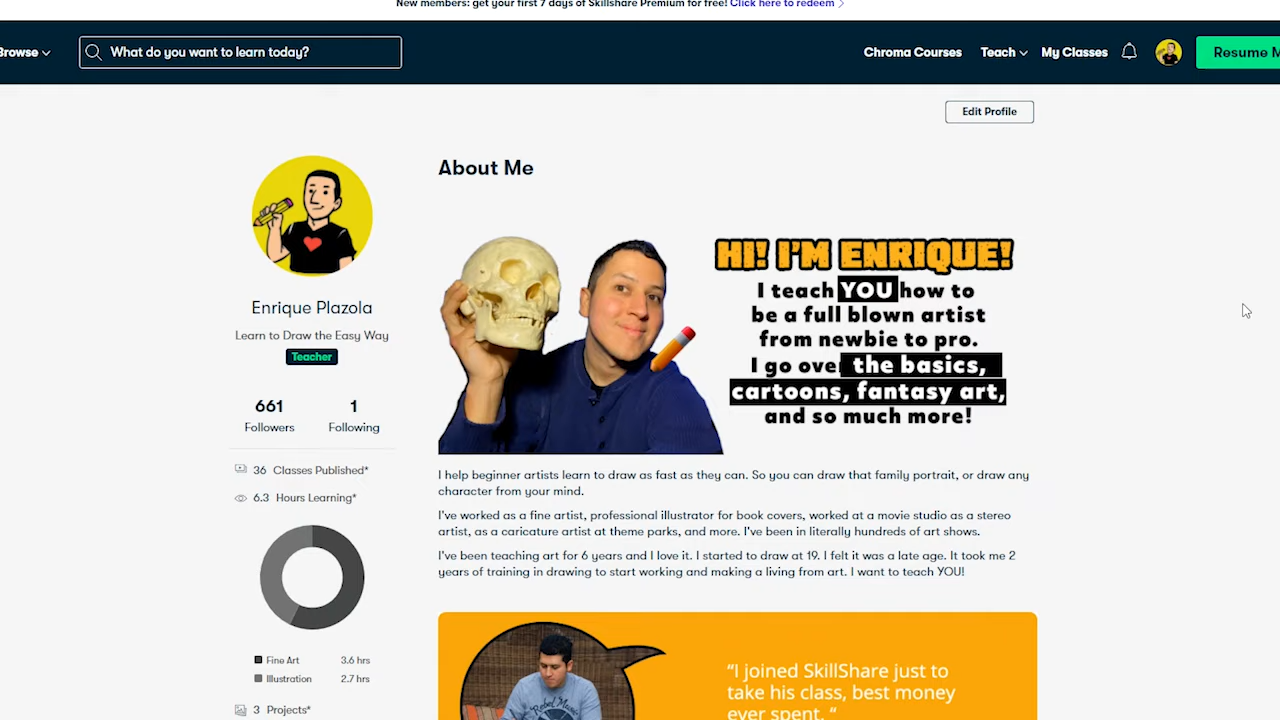 New members: get your first 7 days of Skillshare Premium for free! Click here to redeem
Browse
What do you want to learn today?
Chroma Courses
Teach
My Classes
Resume
Edit Profile
About Me
HI! I'M ENRIQUE!
I teach YOU how to
be a full blown artist
from newbie to pro.
I go over the basics,
cartoons, fantasy art,
and so much more!
Enrique Plazola
Learn to Draw the Easy Way
Teacher
661
Followers
1
Following
36 Classes Published*
6.3 Hours Learning*
Fine Art 3.6 hrs
Illustration 2.7 hrs
3 Projects*
I help beginner artists learn to draw as fast as they can. So you can draw that family portrait, or draw any
character from your mind.
I've worked as a fine artist, professional illustrator for book covers, worked at a movie studio as a stereo
artist, as a caricature artist at theme parks, and more. I've been in literally hundreds of art shows.
I've been teaching art for 6 years and I love it. I started to draw at 19. I felt it was a late age. It took me 2
years of training in drawing to start working and making a living from art. I want to teach YOU!
"I joined SkillShare just to
take his class, best money
ever spent. "